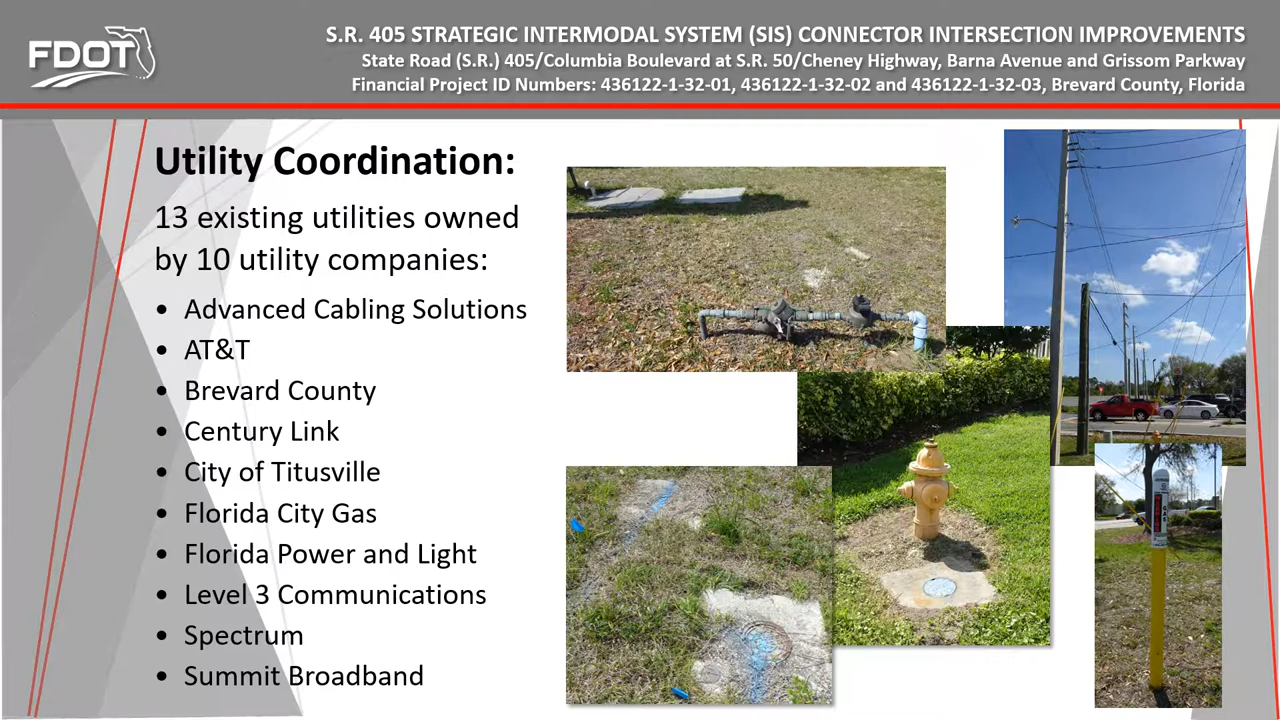 FDOT
S.R. 405 STRATEGIC INTERMODAL SYSTEM (SIS) CONNECTOR INTERSECTION IMPROVEMENTS
State Road (S.R.) 405/Columbia Boulevard at S.R. 50/Cheney Highway, Barna Avenue and Grissom Parkway
Financial Project ID Numbers: 436122-1-32-01, 436122-1-32-02 and 436122-1-32-03, Brevard County, Florida
Utility Coordination:
13 existing utilities owned
by 10 utility companies:
• Advanced Cabling Solutions
• AT&T
• Brevard County
• Century Link
• City of Titusville
• Florida City Gas
• Florida Power and Light
• Level 3 Communications
• Spectrum
• Summit Broadband
GAS